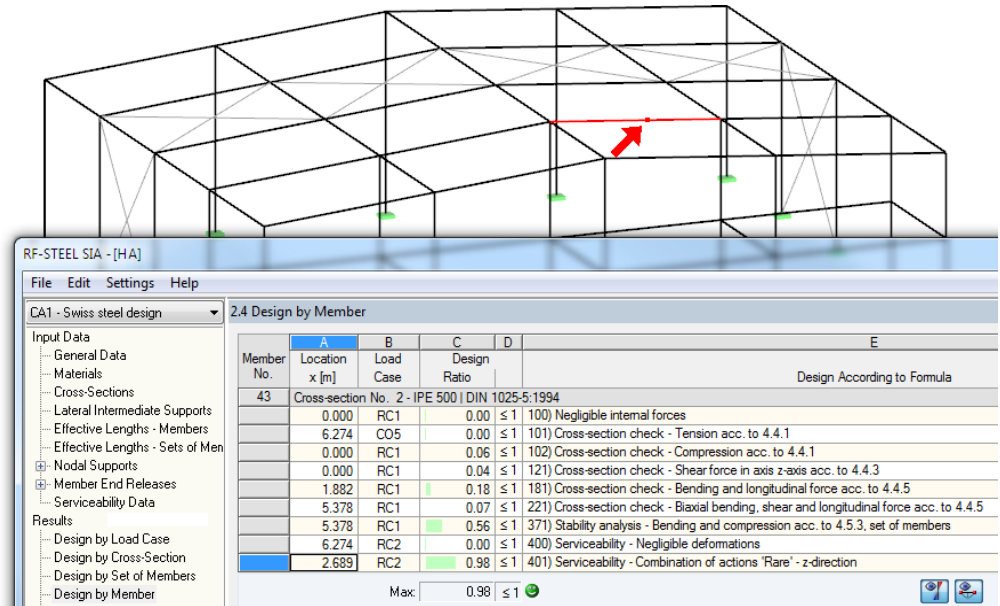 RF-STEEL SIA - [HA]
File Edit Settings Help
CA1 - Swiss steel design
Input Data
General Data
Materials
Cross-Sections
Lateral Intermediate Supports
Effective Lengths - Members
Effective Lengths - Sets of Men
Nodal Supports
Member End Releases
Serviceability Data
Results
Design by Load Case
Design by Cross-Section
Design by Set of Members
Design by Member
2.4 Design by Member
A B C D E
Member Location Load Design
No. x [m] Case Ratio Design According to Formula
43 Cross-section No. 2 - IPE 500 | DIN 1025-5:1994
0.000 RC1 0.00 ≤ 1 100) Negligible internal forces
6.274 CO5 0.00 ≤ 1 101) Cross-section check - Tension acc. to 4.4.1
0.000 RC1 0.06 ≤ 1 102) Cross-section check - Compression acc. to 4.4.1
0.000 RC1 0.04 ≤ 1 121) Cross-section check - Shear force in axis z-axis acc. to 4.4.3
1.882 RC1 0.18 ≤ 1 181) Cross-section check - Bending and longitudinal force acc. to 4.4.5
5.378 RC1 0.07 ≤ 1 221) Cross-section check - Biaxial bending, shear and longitudinal force acc. to 4.4.5
5.378 RC1 0.56 ≤ 1 371) Stability analysis - Bending and compression acc. to 4.5.3, set of members
6.274 RC2 0.00 ≤ 1 400) Serviceability - Negligible deformations
2.689 RC2 0.98 ≤ 1 401) Serviceability - Combination of actions 'Rare' - z-direction
Max: 0.98 ≤ 1